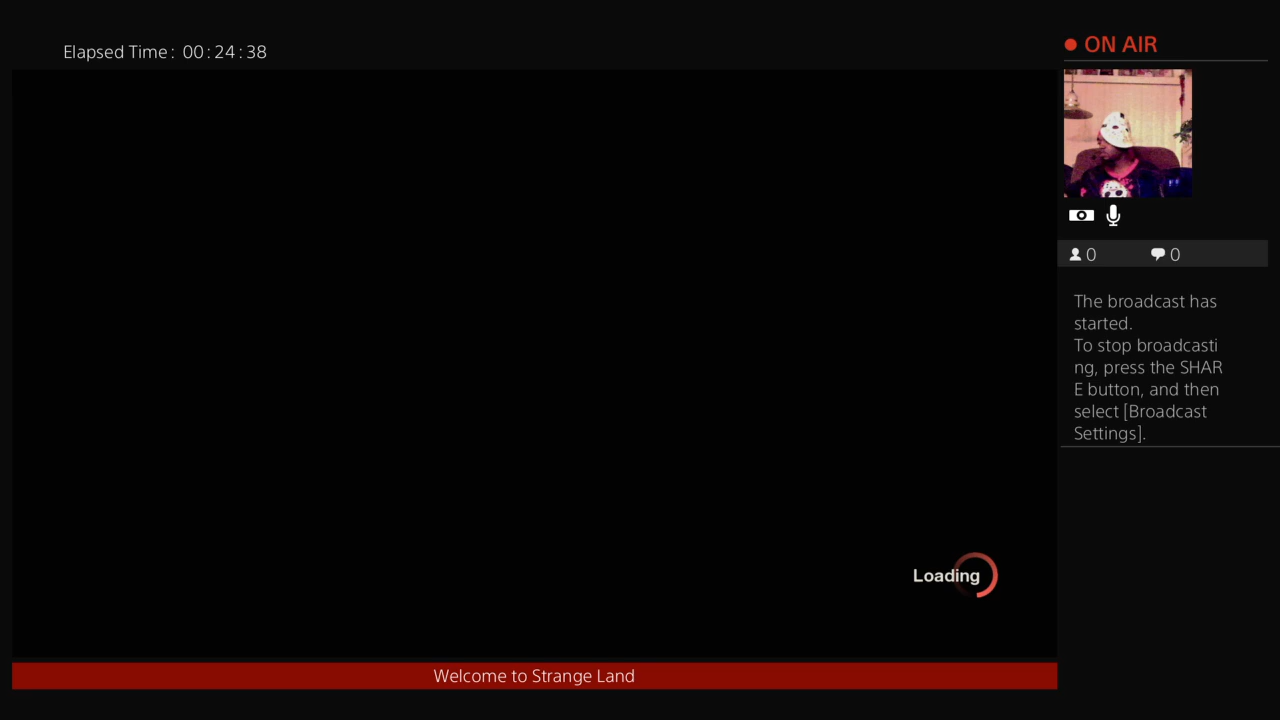 Elapsed Time: 00:24:38
ON AIR
0
0
The broadcast has
started.
To stop broadcasti
ng, press the SHAR
E button, and then
select [Broadcast
Settings].
Loading
Welcome to Strange Land